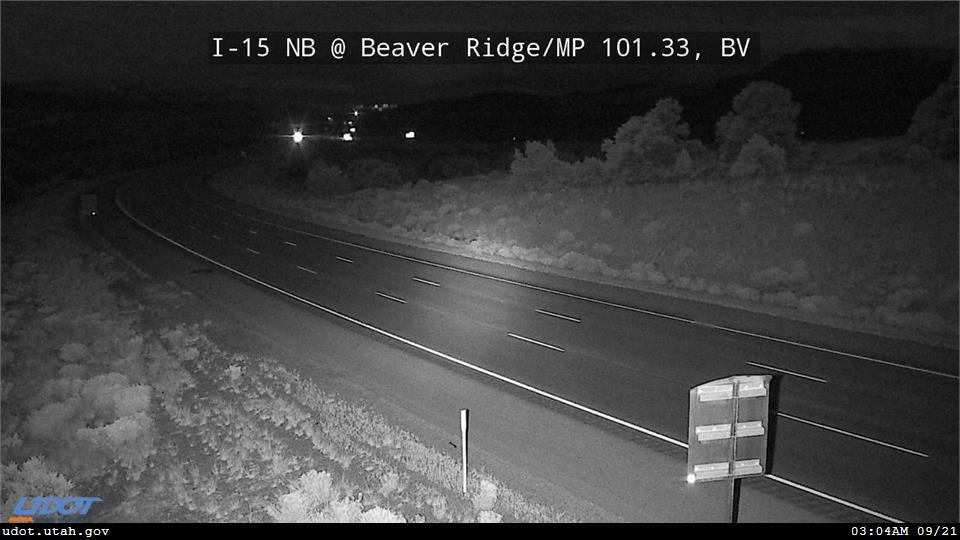 I-15 NB @ Beaver Ridge/MP 101.33, BV
UDOT
udot.utah.gov 03:04AM 09/21